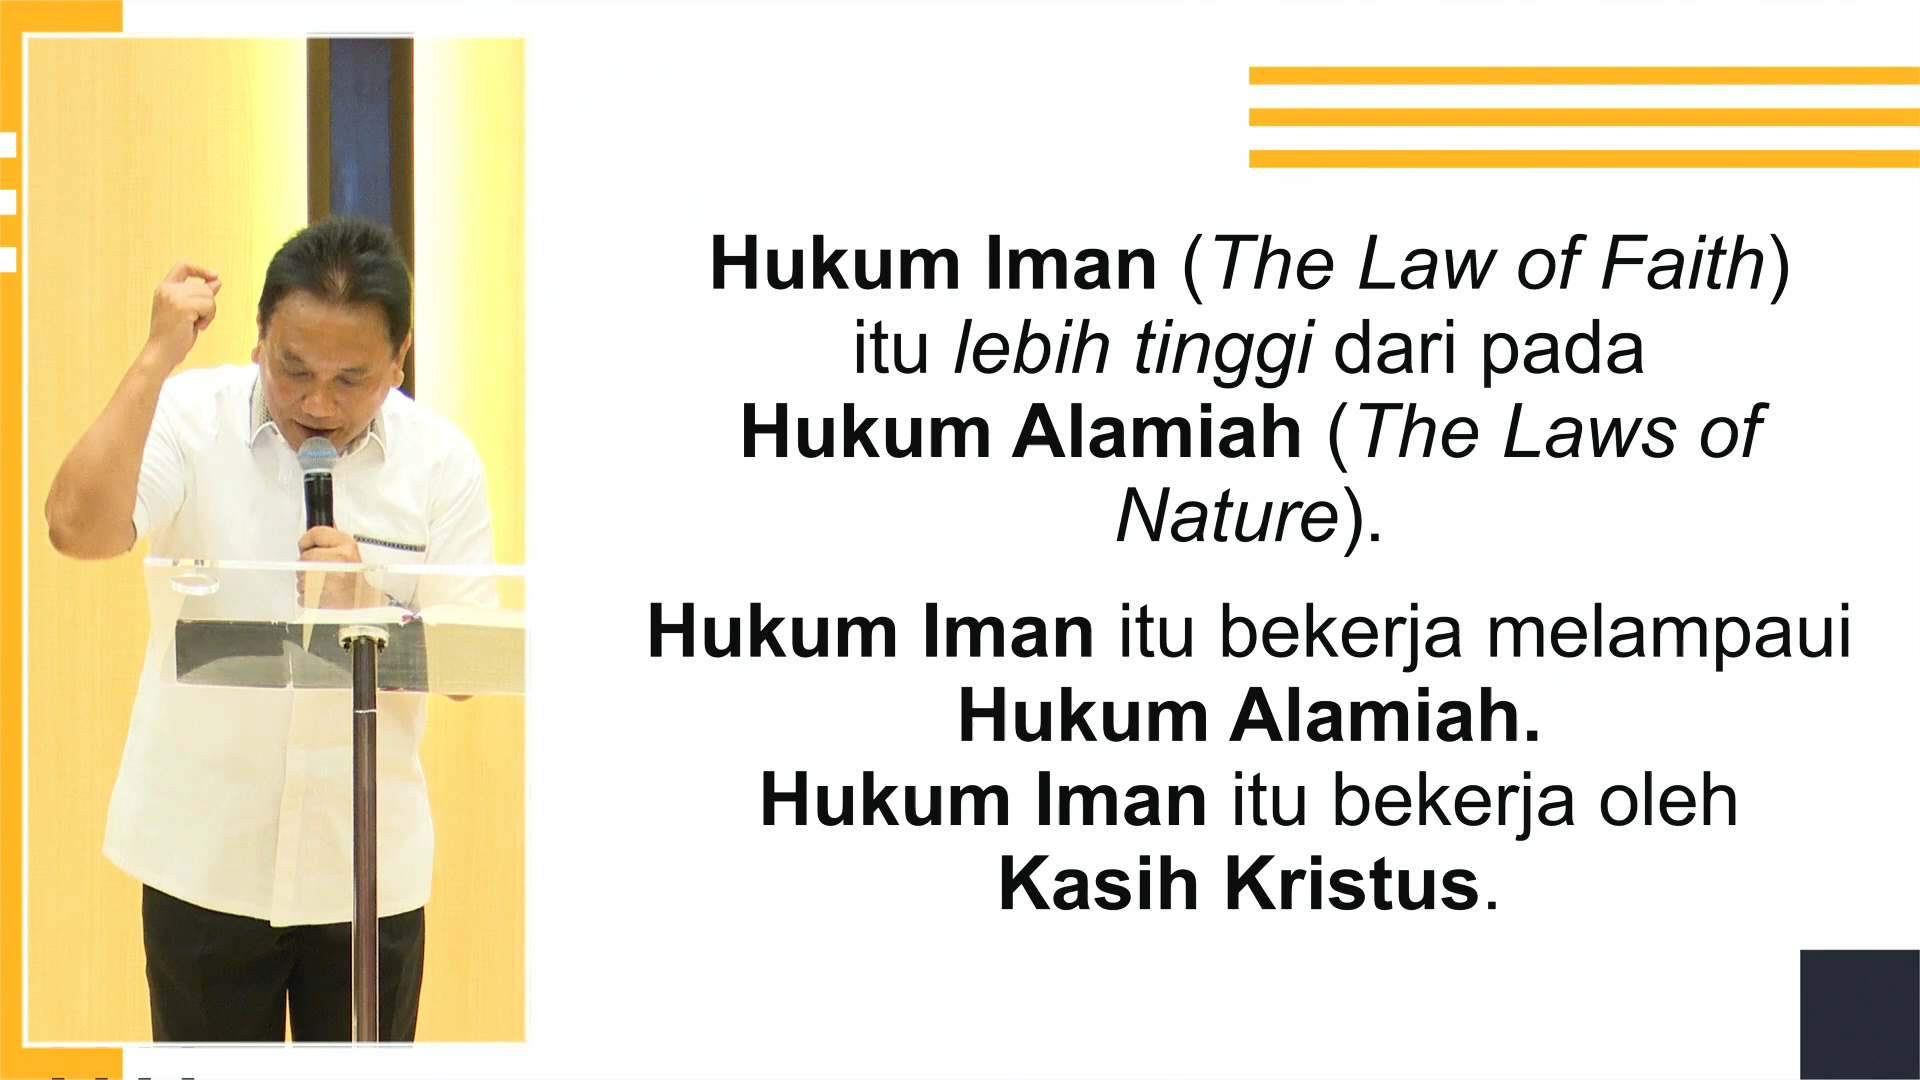 Hukum Iman (The Law of Faith)
itu lebih tinggi dari pada
Hukum Alamiah (The Laws of
Nature).
Hukum Iman itu bekerja melampaui
Hukum Alamiah.
Hukum Iman itu bekerja oleh
Kasih Kristus.